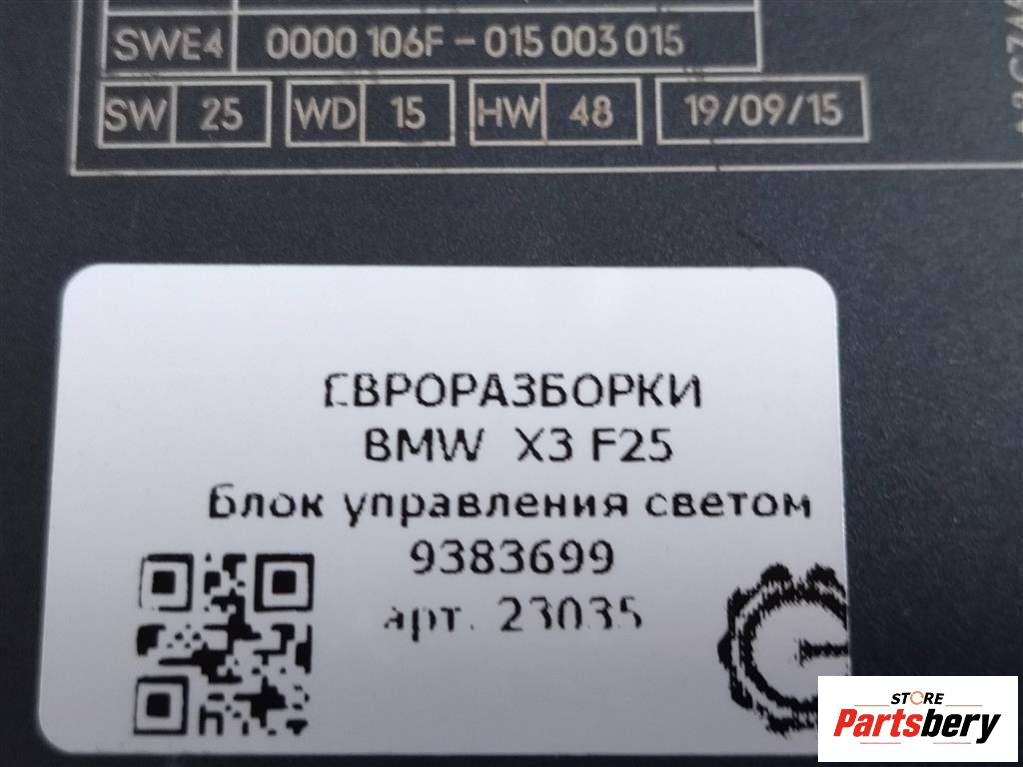 SWE4 0000 106F - 015 003 015
SW 25 WD 15 HW 48 19/09/15
ЕВРОРАЗБОРКИ
BMW X3 F25
Блок управления светом
9383699
арт. 23035
STORE
Partsbery